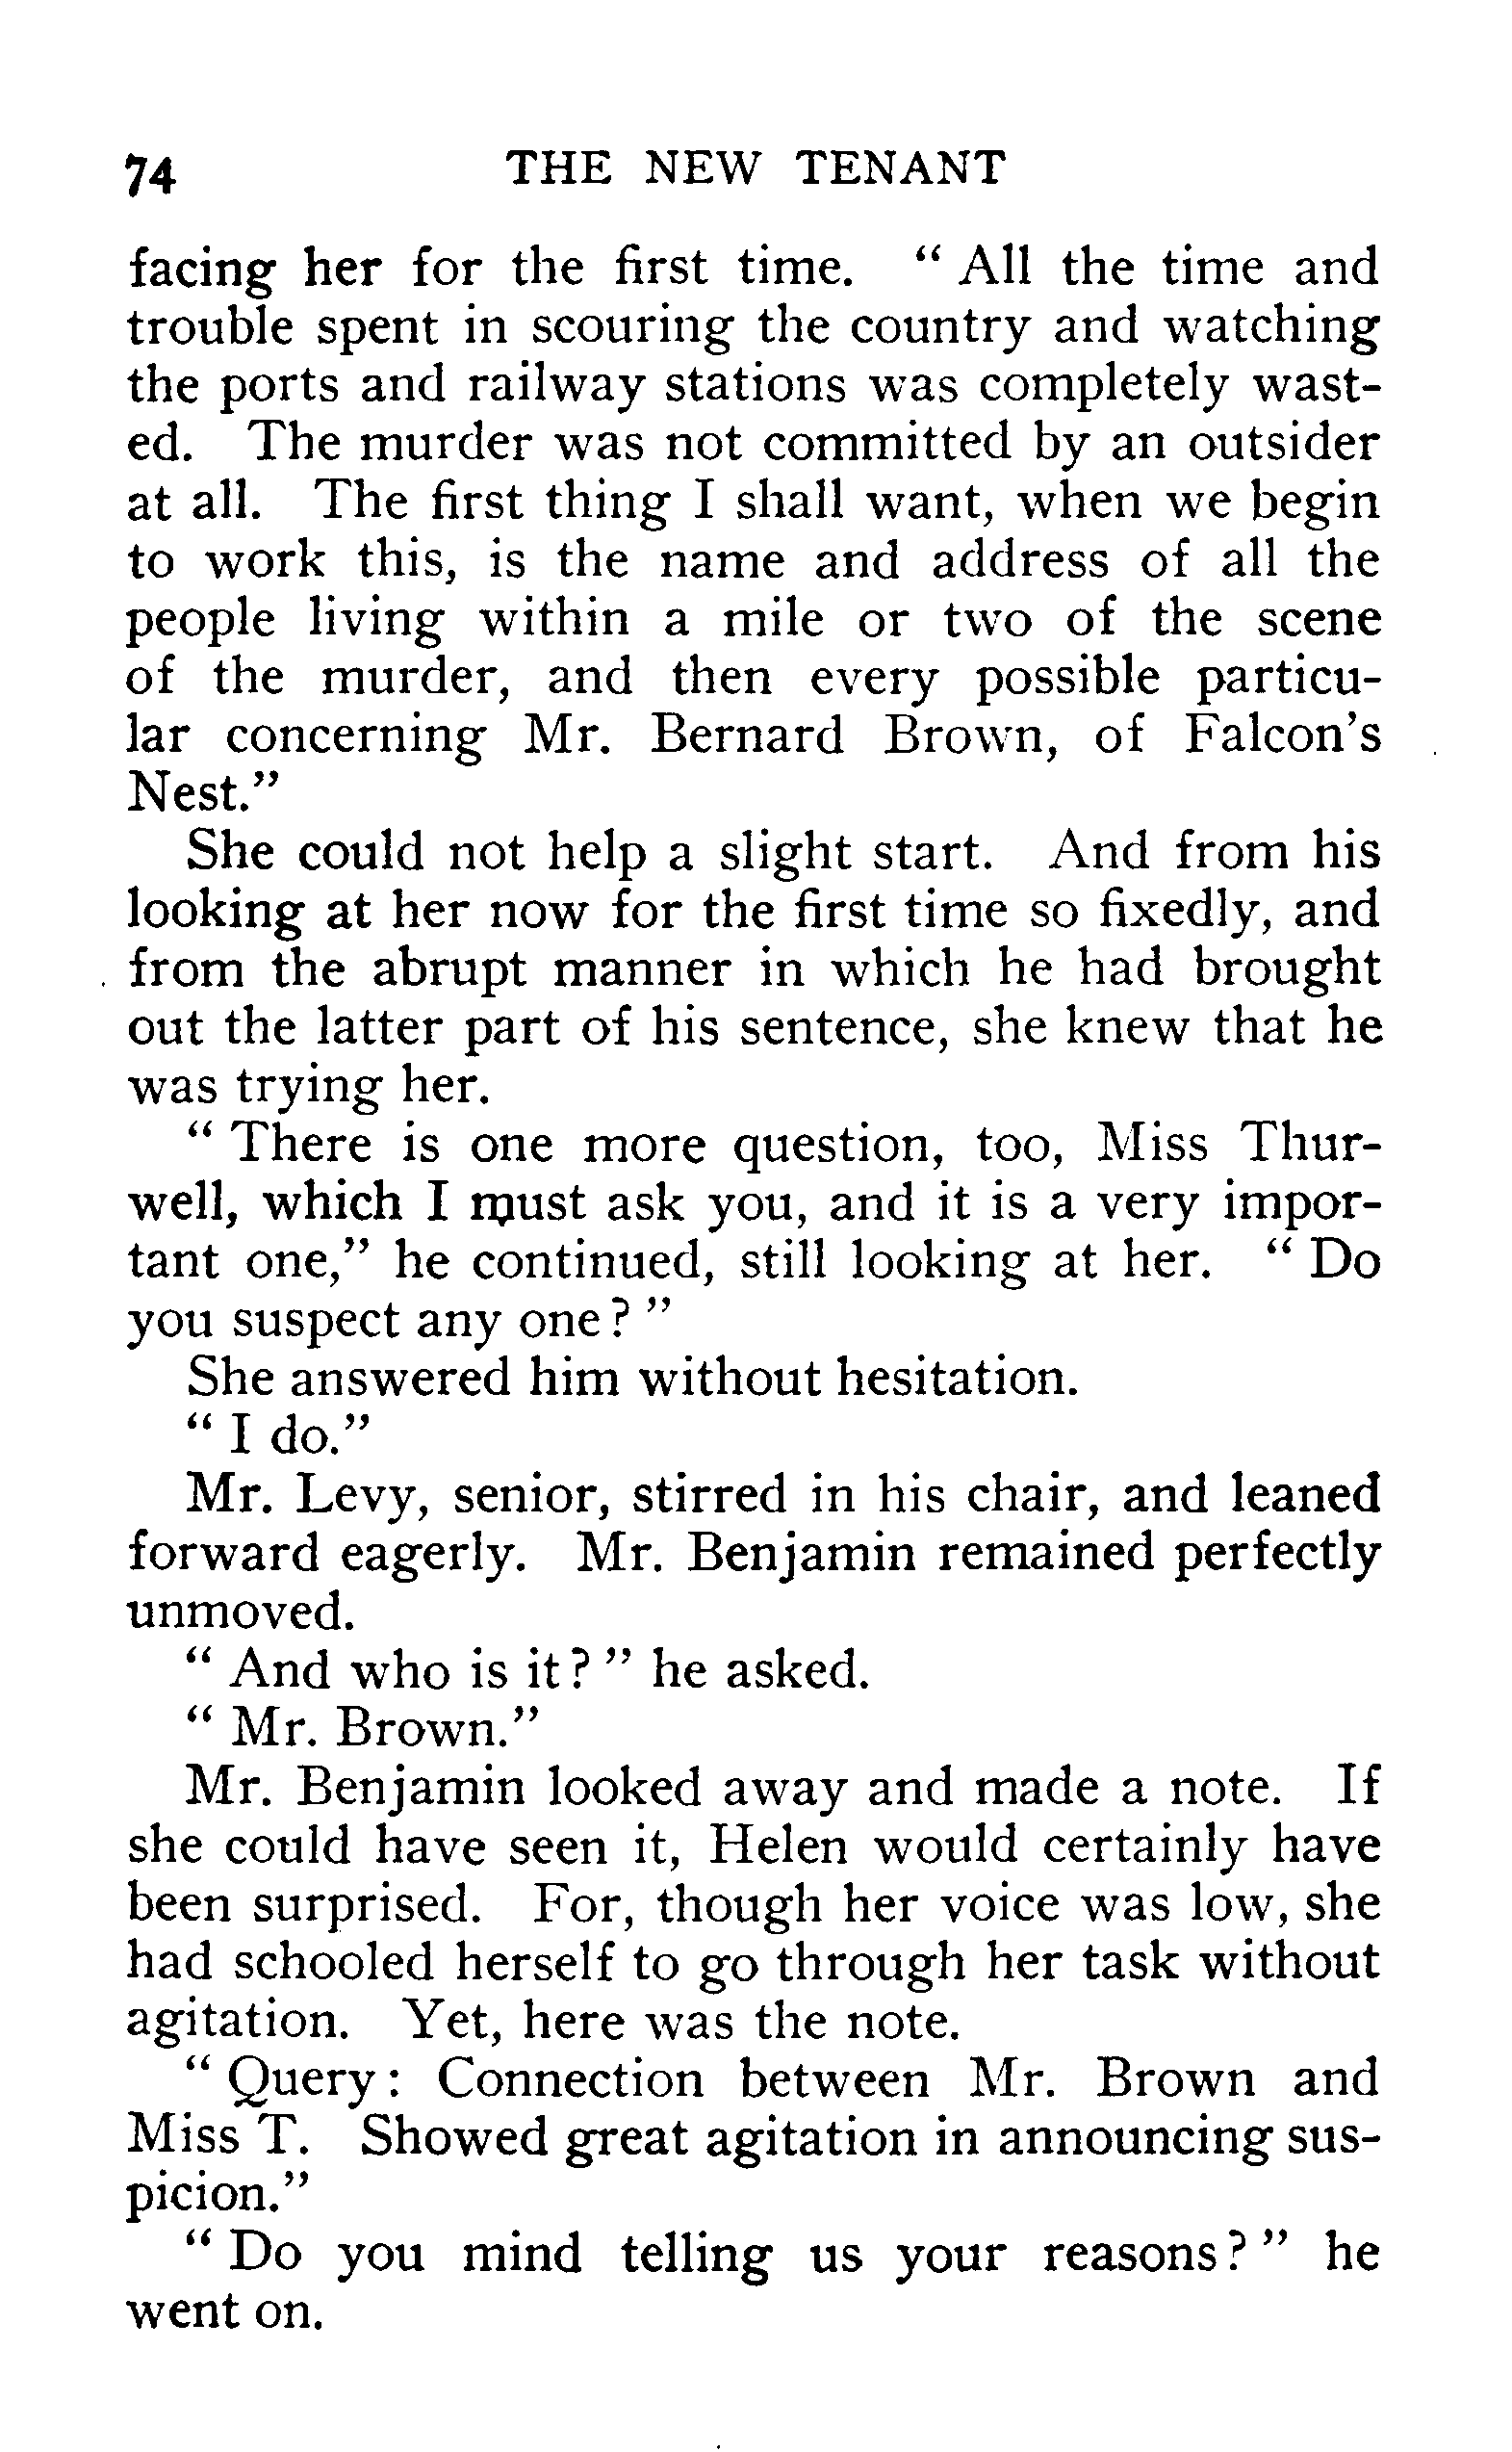 74 THE NEW TENANT
facing her for the first time. “ All the time and
trouble spent in scouring the country and watching
the ports and railway stations was completely wast-
ed. The murder was not committed by an outsider
at all. The first thing I shall want, when we begin
to work this, is the name and address of all the
people living within a mile or two of the scene
of the murder, and then every possible particu-
lar concerning Mr. Bernard Brown, of Falcon’s
Nest.”
She could not help a slight start. And from his
looking at her now for the first time so fixedly, and
from the abrupt manner in which he had brought
out the latter part of his sentence, she knew that he
was trying her.
“ There is one more question, too, Miss Thur-
well, which I must ask you, and it is a very impor-
tant one,” he continued, still looking at her. “ Do
you suspect any one? ”
She answered him without hesitation.
“ I do.”
Mr. Levy, senior, stirred in his chair, and leaned
forward eagerly. Mr. Benjamin remained perfectly
unmoved.
“ And who is it? ” he asked.
“ Mr. Brown.”
Mr. Benjamin looked away and made a note. If
she could have seen it, Helen would certainly have
been surprised. For, though her voice was low, she
had schooled herself to go through her task without
agitation. Yet, here was the note.
“ Query: Connection between Mr. Brown and
Miss T. Showed great agitation in announcing sus-
picion.”
“ Do you mind telling us your reasons? ” he
went on.